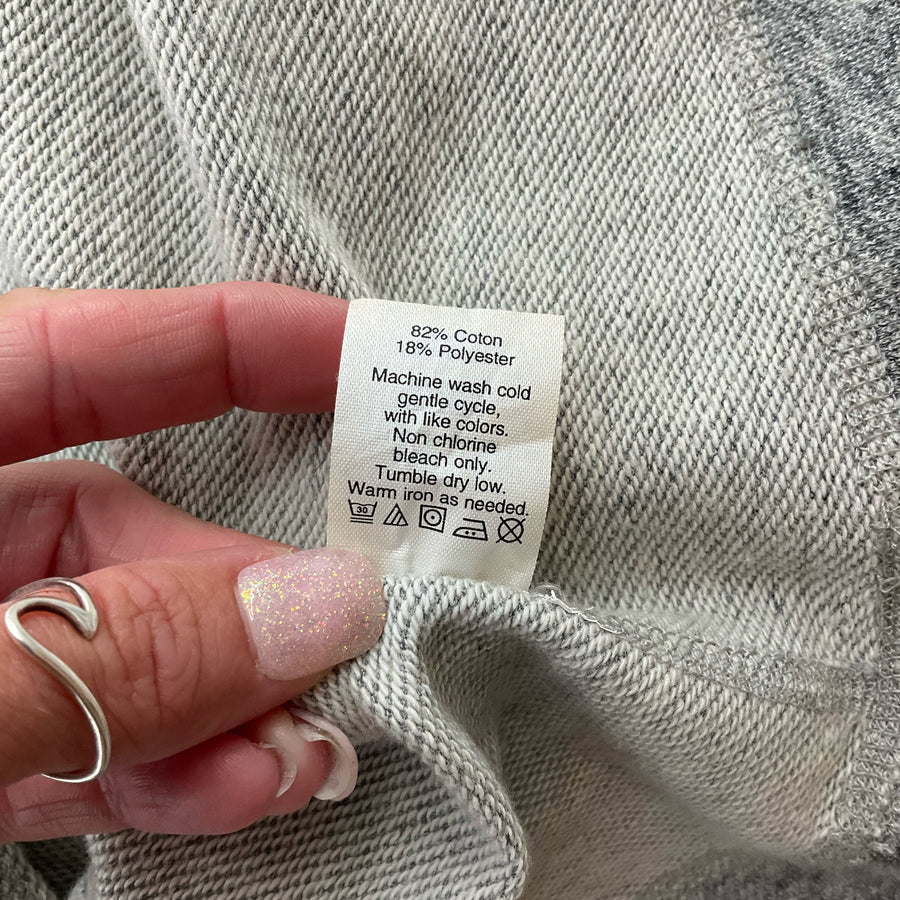 82% Coton
18% Polyester
Machine wash cold
gentle cycle,
with like colors.
Non chlorine
bleach only.
Tumble dry low.
Warm iron as needed.
30